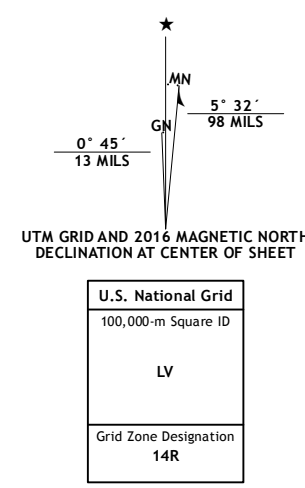 ★
MN
5° 32´
98 MILS
GN
0° 45´
13 MILS
UTM GRID AND 2016 MAGNETIC NORTH
DECLINATION AT CENTER OF SHEET
U.S. National Grid
100,000-m Square ID
LV
Grid Zone Designation
14R